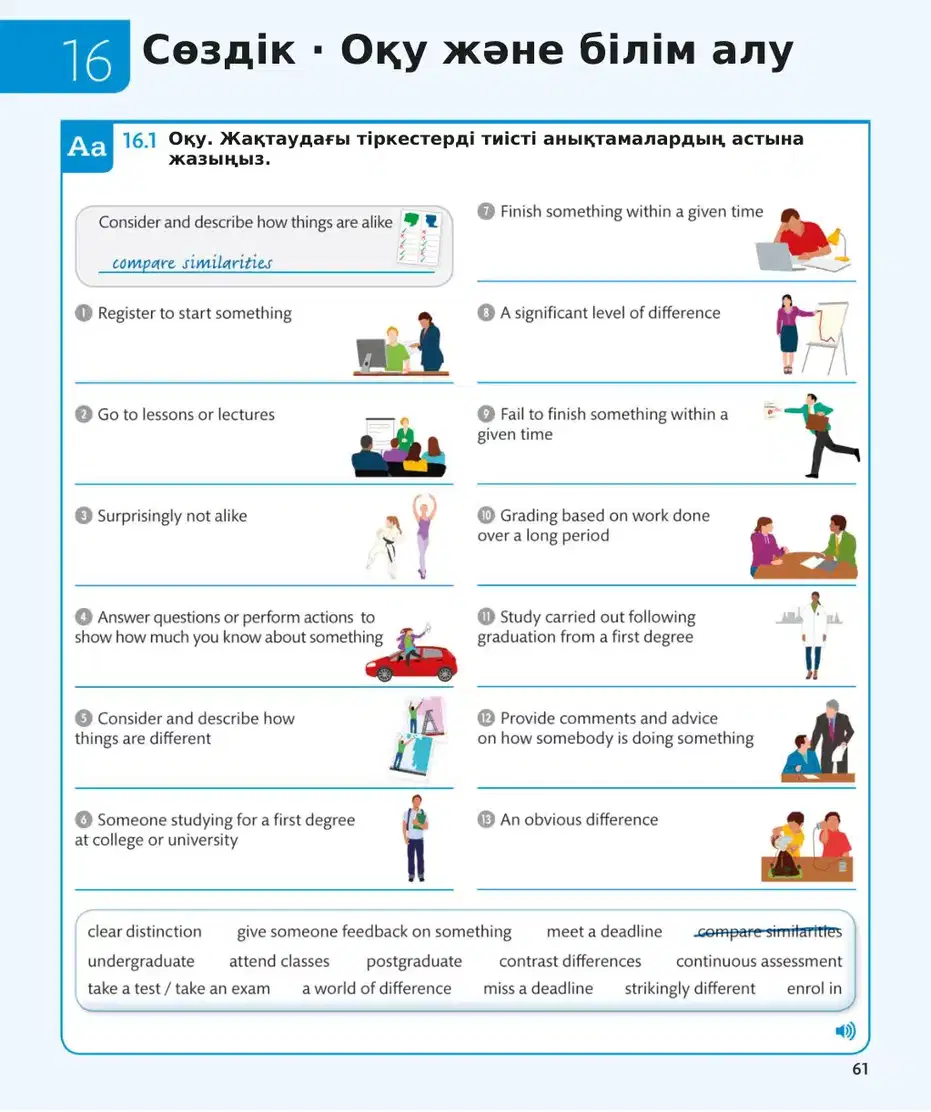 16
Сөздік · Оқу және білім алу
Aa
16.1 Оқу. Жақтаудағы тіркестерді тиісті анықтамалардың астына
жазыңыз.
Consider and describe how things are alike
compare similarities
1 Register to start something
2 Go to lessons or lectures
3 Surprisingly not alike
4 Answer questions or perform actions to
show how much you know about something
5 Consider and describe how
things are different
6 Someone studying for a first degree
at college or university
7 Finish something within a given time
8 A significant level of difference
9 Fail to finish something within a
given time
10 Grading based on work done
over a long period
11 Study carried out following
graduation from a first degree
12 Provide comments and advice
on how somebody is doing something
13 An obvious difference
clear distinction give someone feedback on something meet a deadline compare similarities
undergraduate attend classes postgraduate contrast differences continuous assessment
take a test / take an exam a world of difference miss a deadline strikingly different enrol in
61